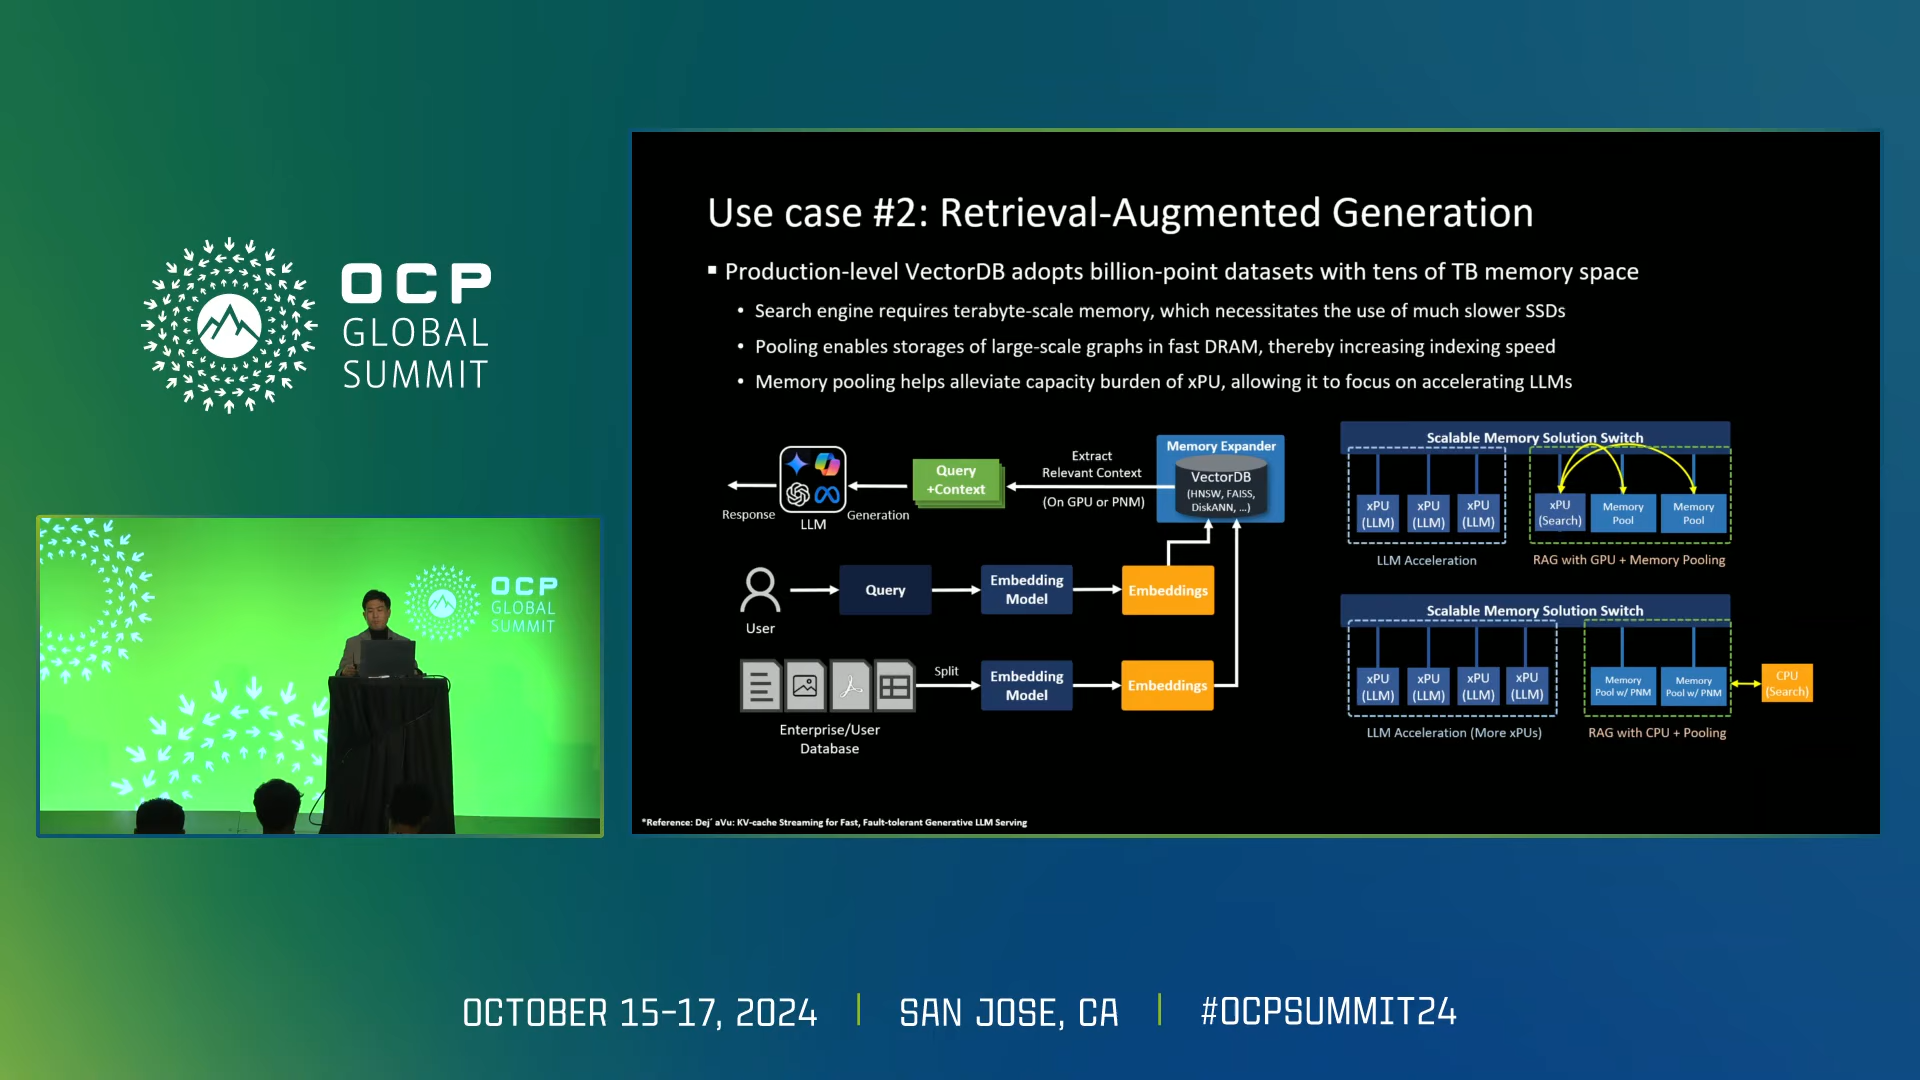 OCP
GLOBAL
SUMMIT
OCP
GLOBAL
SUMMIT
Use case #2: Retrieval-Augmented Generation
▪ Production-level VectorDB adopts billion-point datasets with tens of TB memory space
• Search engine requires terabyte-scale memory, which necessitates the use of much slower SSDs
• Pooling enables storages of large-scale graphs in fast DRAM, thereby increasing indexing speed
• Memory pooling helps alleviate capacity burden of xPU, allowing it to focus on accelerating LLMs
Response
LLM
Generation
Query
+Context
Extract
Relevant Context
(On GPU or PNM)
Memory Expander
VectorDB
(HNSW, FAISS,
DiskANN, ...)
User
Query
Embedding
Model
Embeddings
Enterprise/User
Database
Split
Embedding
Model
Embeddings
Scalable Memory Solution Switch
xPU
(LLM)
xPU
(LLM)
xPU
(LLM)
xPU
(Search)
Memory
Pool
Memory
Pool
LLM Acceleration
RAG with GPU + Memory Pooling
Scalable Memory Solution Switch
xPU
(LLM)
xPU
(LLM)
xPU
(LLM)
xPU
(LLM)
Memory
Pool w/ PNM
Memory
Pool w/ PNM
CPU
(Search)
LLM Acceleration (More xPUs)
RAG with CPU + Pooling
*Reference: Dej´ aVu: KV-cache Streaming for Fast, Fault-tolerant Generative LLM Serving
OCTOBER 15-17, 2024 | SAN JOSE, CA | #OCPSUMMIT24